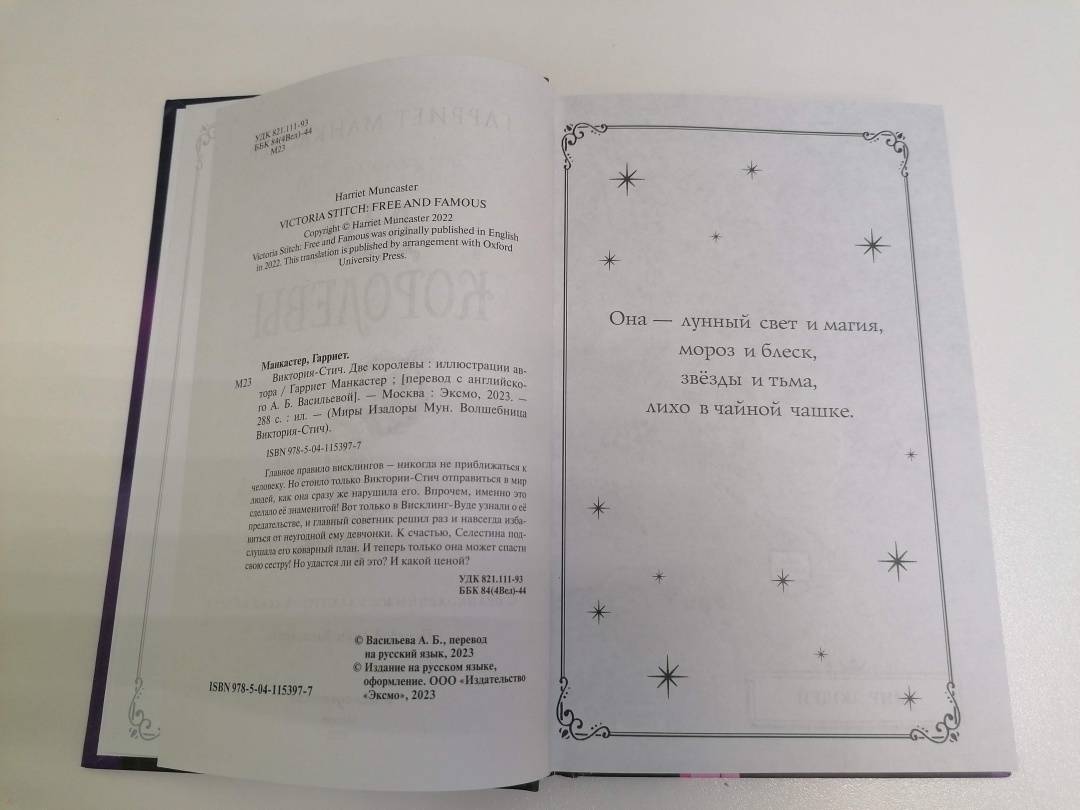 УДК 821.111-93
ББК 84(4Вел)-44
М23
Harriet Muncaster
VICTORIA STITCH: FREE AND FAMOUS
Copyright © Harriet Muncaster 2022
Victoria Stitch: Free and Famous was originally published in English
in 2022. This translation is published by arrangement with Oxford
University Press.
Манкастер, Гарриет.
М23 Виктория-Стич. Две королевы : иллюстрации ав-
тора / Гарриет Манкастер ; [перевод с английско-
го А. Б. Васильевой]. — Москва : Эксмо, 2023. —
288 с. : ил. — (Миры Изадоры Мун. Волшебница
Виктория-Стич).
ISBN 978-5-04-115397-7
Главное правило висклингов — никогда не приближаться к
человеку. Но стоило только Виктории-Стич отправиться в мир
людей, как она сразу же нарушила его. Впрочем, именно это
сделало её знаменитой! Вот только в Висклинг-Вуде узнали о её
предательстве, и главный советник решил раз и навсегда изба-
виться от неугодной ему девчонки. К счастью, Селестина под-
слушала его коварный план. И теперь только она может спасти
свою сестру! Но удастся ли ей это? И какой ценой?
УДК 821.111-93
ББК 84(4Вел)-44
© Васильева А. Б., перевод
на русский язык, 2023
© Издание на русском языке,
оформление. ООО «Издательство
«Эксмо», 2023
ISBN 978-5-04-115397-7
Она — лунный свет и магия,
мороз и блеск,
звёзды и тьма,
лихо в чайной чашке.
КОРОЛЕВЫ